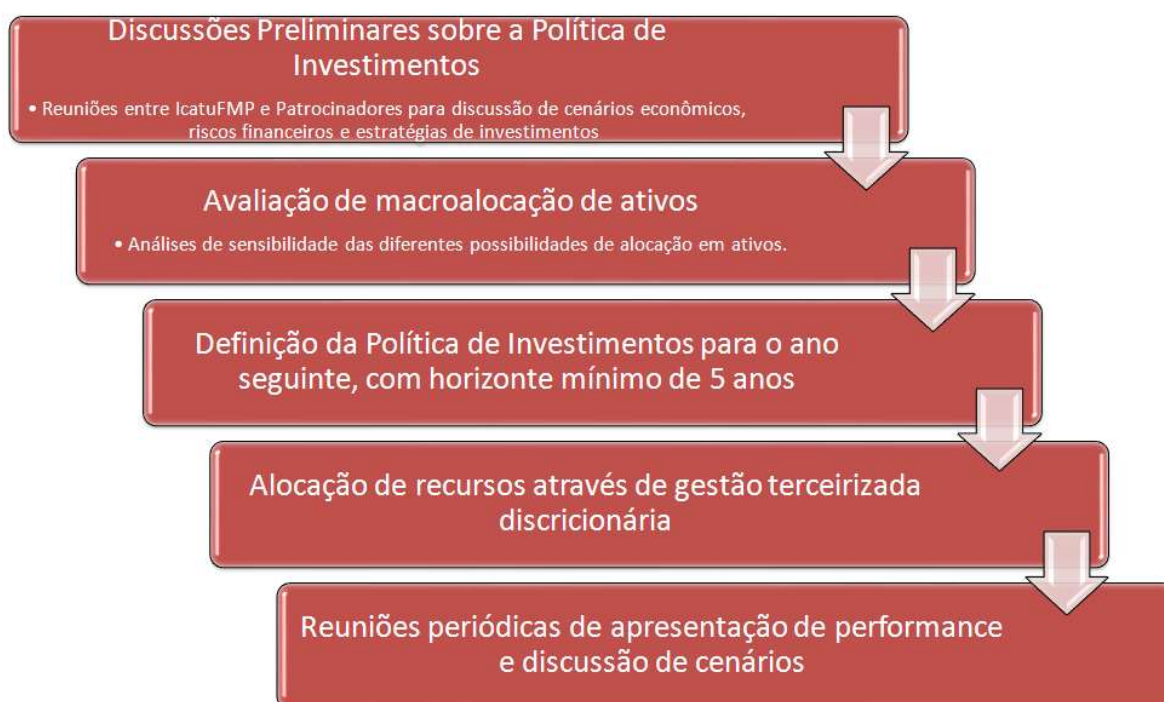 Discussões Preliminares sobre a Política de
Investimentos
• Reuniões entre IcatuFMP e Patrocinadores para discussão de cenários econômicos,
riscos financeiros e estratégias de investimentos
Avaliação de macroalocação de ativos
• Análises de sensibilidade das diferentes possibilidades de alocação em ativos.
Definição da Política de Investimentos para o ano
seguinte, com horizonte mínimo de 5 anos
Alocação de recursos através de gestão terceirizada
discricionária
Reuniões periódicas de apresentação de performance
e discussão de cenários